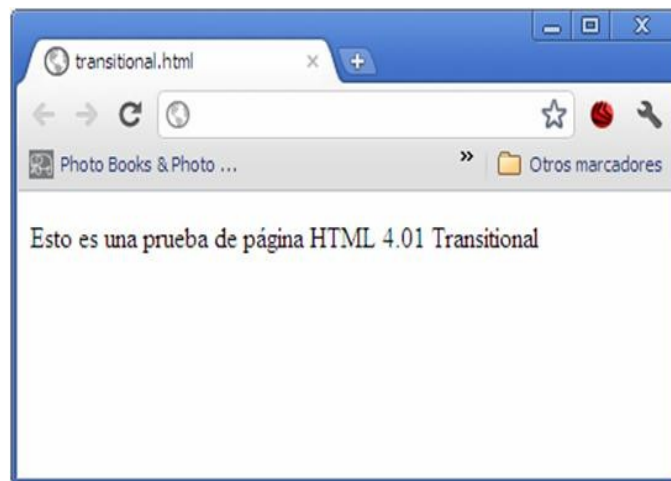 transitional.html
Photo Books & Photo ...
» Otros marcadores
Esto es una prueba de página HTML 4.01 Transitional